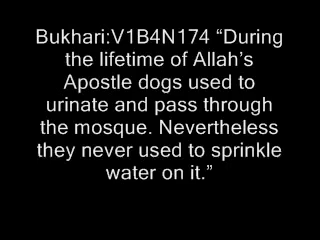 Bukhari:V1B4N174 “During
the lifetime of Allah’s
Apostle dogs used to
urinate and pass through
the mosque. Nevertheless
they never used to sprinkle
water on it.”